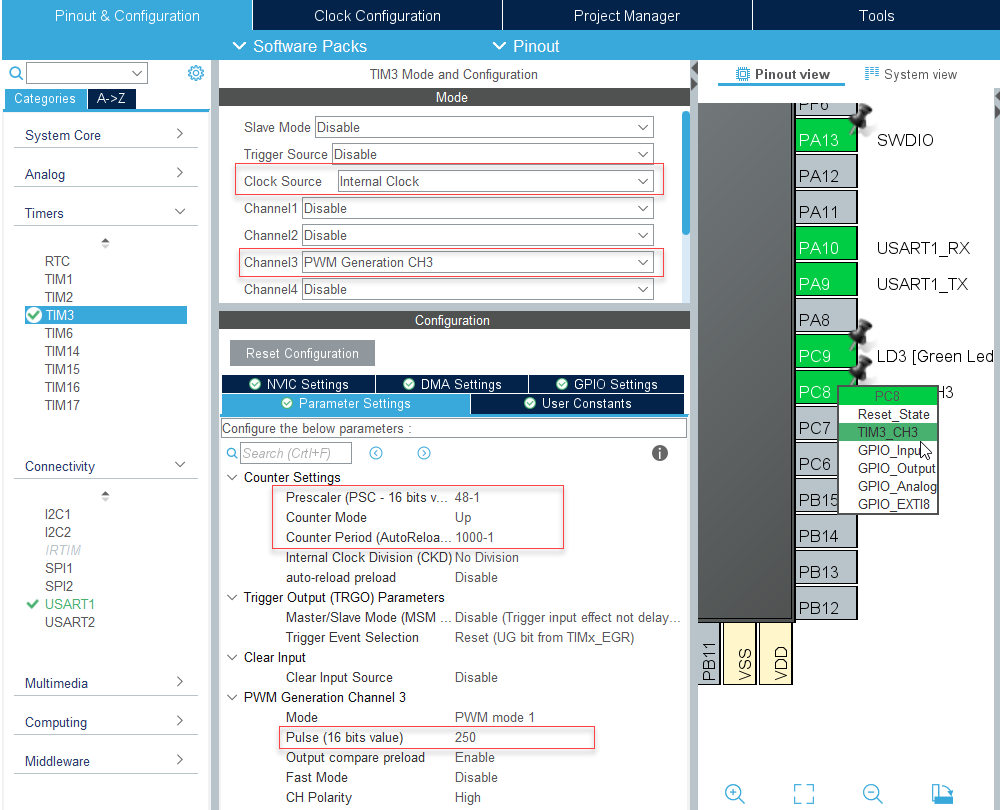 Pinout & Configuration
Clock Configuration
Project Manager
Tools
Software Packs
Pinout
Categories
A->Z
System Core
Analog
Timers
RTC
TIM1
TIM2
TIM3
TIM6
TIM14
TIM15
TIM16
TIM17
Connectivity
I2C1
I2C2
IRTIM
SPI1
SPI2
USART1
USART2
Multimedia
Computing
Middleware
TIM3 Mode and Configuration
Mode
Slave Mode Disable
Trigger Source Disable
Clock Source Internal Clock
Channel1 Disable
Channel2 Disable
Channel3 PWM Generation CH3
Channel4 Disable
Configuration
Reset Configuration
NVIC Settings
DMA Settings
GPIO Settings
Parameter Settings
User Constants
Configure the below parameters :
Search (Crtl+F)
Counter Settings
Prescaler (PSC - 16 bits v... 48-1
Counter Mode Up
Counter Period (AutoReloa... 1000-1
Internal Clock Division (CKD) No Division
auto-reload preload Disable
Trigger Output (TRGO) Parameters
Master/Slave Mode (MSM ... Disable (Trigger input effect not delay...
Trigger Event Selection Reset (UG bit from TIMx_EGR)
Clear Input
Clear Input Source Disable
PWM Generation Channel 3
Mode PWM mode 1
Pulse (16 bits value) 250
Output compare preload Enable
Fast Mode Disable
CH Polarity High
Pinout view
System view
PF6
PA13 SWDIO
PA12
PA11
PA10 USART1_RX
PA9 USART1_TX
PA8
PC9 LD3 [Green Led
PC8 H3
PC8
Reset_State
TIM3_CH3
GPIO_Input
GPIO_Output
GPIO_Analog
GPIO_EXTI8
PC7
PC6
PB15
PB14
PB13
PB12
PB11
VSS
VDD